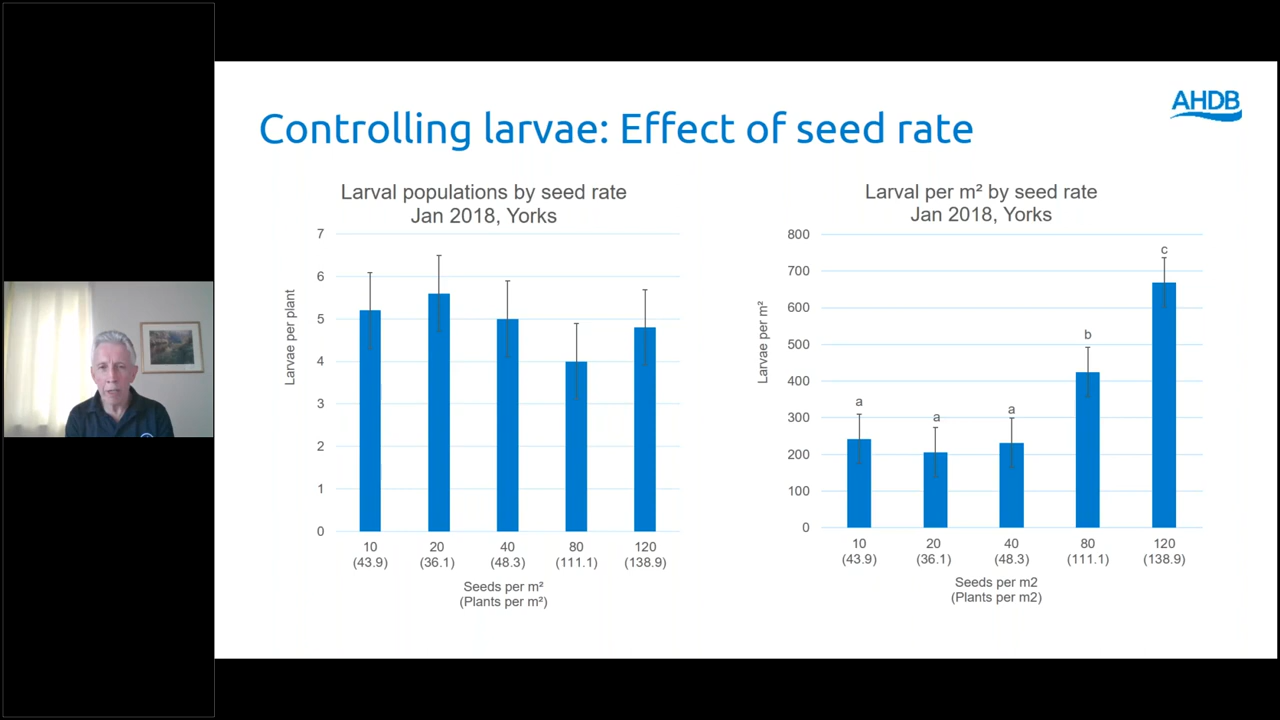 AHDB
Controlling larvae: Effect of seed rate
Larval populations by seed rate
Jan 2018, Yorks
7
6
5
4
3
2
1
0
Larvae per plant
10 20 40 80 120
(43.9) (36.1) (48.3) (111.1) (138.9)
Seeds per m²
(Plants per m²)
Larval per m² by seed rate
Jan 2018, Yorks
800
700
600
500
400
300
200
100
0
Larvae per m²
a a a b c
10 20 40 80 120
(43.9) (36.1) (48.3) (111.1) (138.9)
Seeds per m2
(Plants per m2)